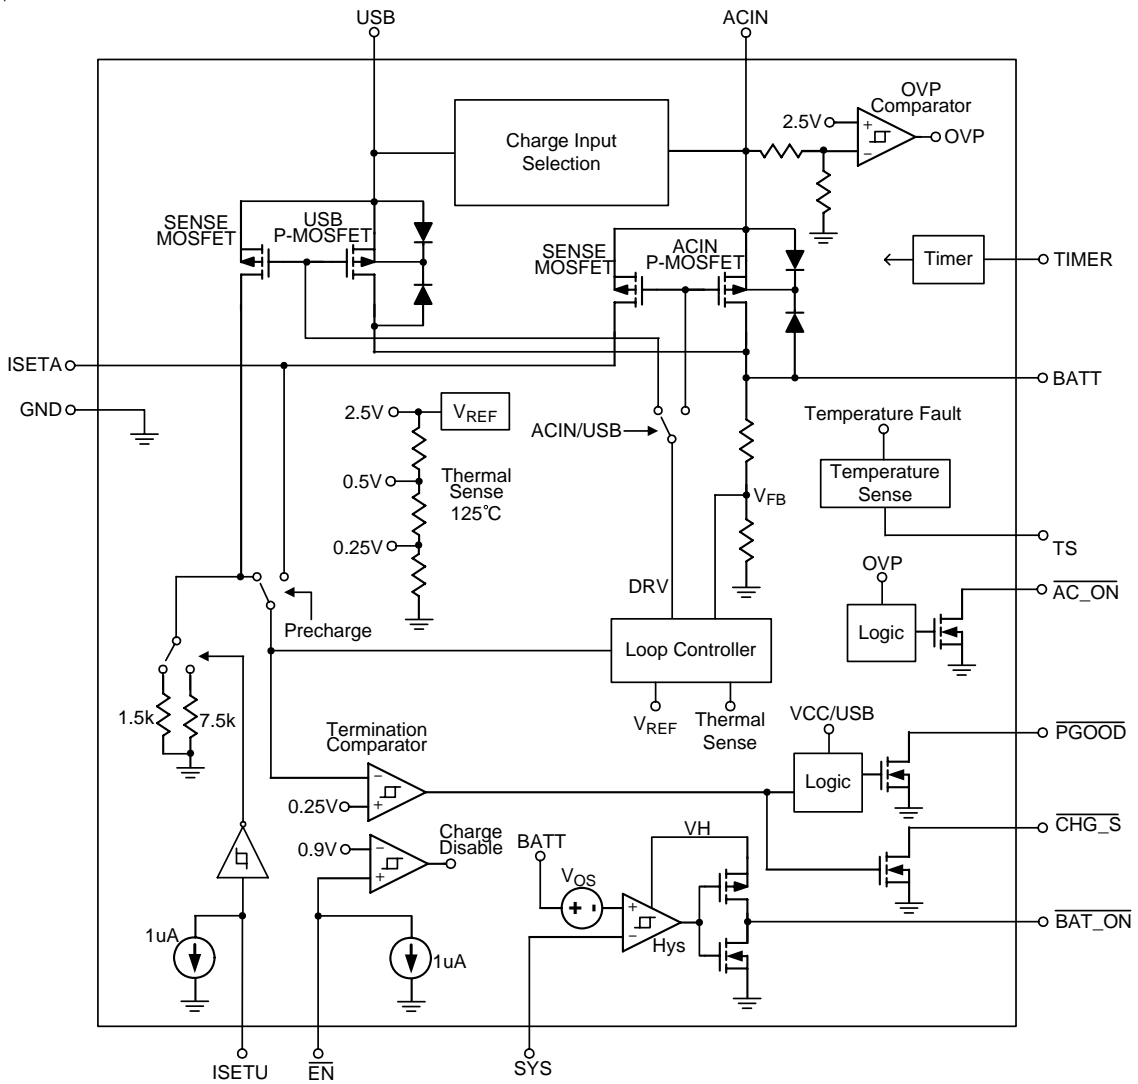 USB
ACIN
Charge Input
Selection
OVP
Comparator
2.5V
+
−
OVP
SENSE
MOSFET
USB
P-MOSFET
SENSE
MOSFET
ACIN
P-MOSFET
Timer
TIMER
ISETA
BATT
GND
2.5V
VREF
0.5V
Thermal
Sense
125°C
0.25V
ACIN/USB
Temperature Fault
Temperature
Sense
VFB
TS
OVP
AC_ON
Logic
DRV
Precharge
Loop Controller
VREF
Thermal
Sense
1.5k
7.5k
Termination
Comparator
−
+
0.25V
VCC/USB
Logic
PGOOD
CHG_S
0.9V
−
+
Charge
Disable
BATT
VOS
+ -
VH
+
−
Hys
BAT_ON
1uA
1uA
ISETU
EN
SYS